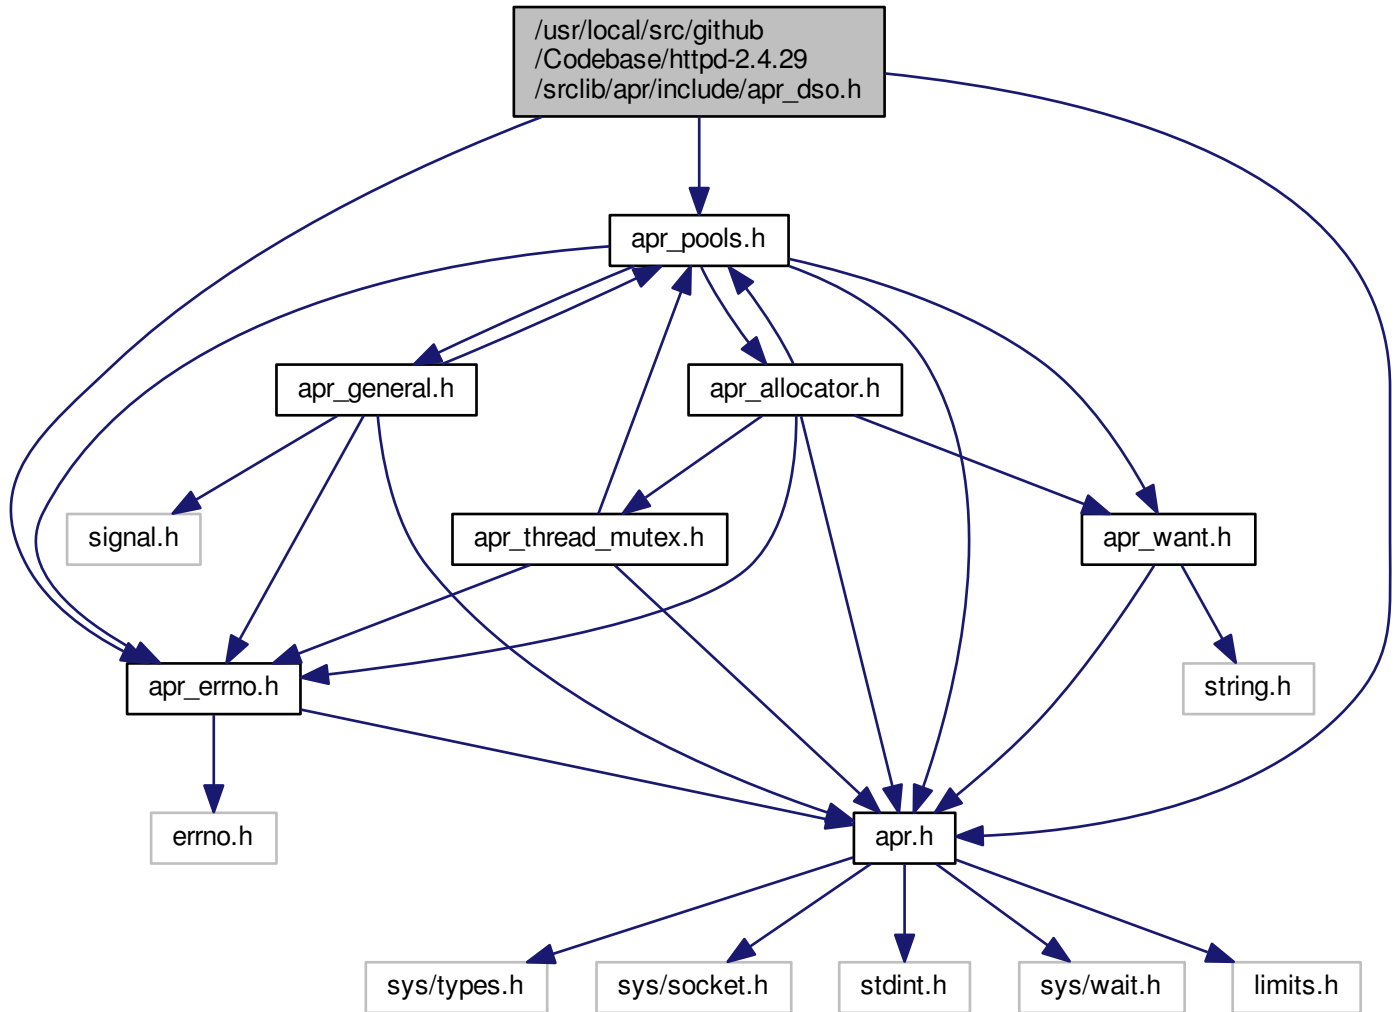 /usr/local/src/github
/Codebase/httpd-2.4.29
/srclib/apr/include/apr_dso.h
apr_pools.h
apr_general.h
apr_allocator.h
signal.h
apr_thread_mutex.h
apr_want.h
apr_errno.h
string.h
errno.h
apr.h
sys/types.h
sys/socket.h
stdint.h
sys/wait.h
limits.h